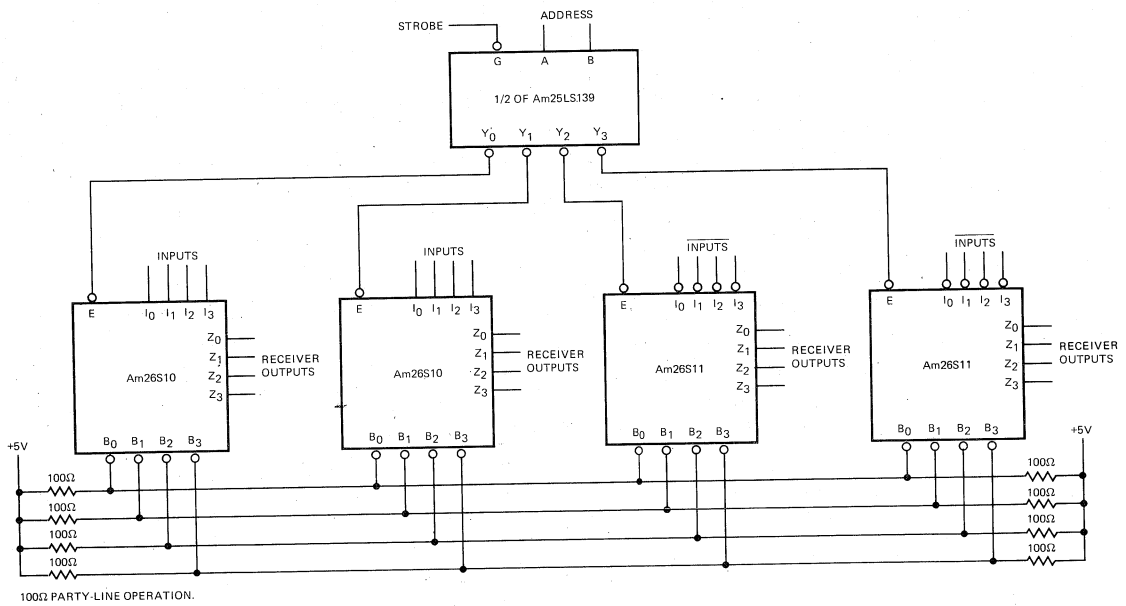 STROBE
ADDRESS
G A B
1/2 OF Am25LS139
Y0 Y1 Y2 Y3
INPUTS
E I0 I1 I2 I3
Z0
Z1
Z2
Z3
RECEIVER
OUTPUTS
Am26S10
B0 B1 B2 B3
INPUTS
E I0 I1 I2 I3
Z0
Z1
Z2
Z3
RECEIVER
OUTPUTS
Am26S10
B0 B1 B2 B3
INPUTS
E I0 I1 I2 I3
Z0
Z1
Z2
Z3
RECEIVER
OUTPUTS
Am26S11
B0 B1 B2 B3
INPUTS
E I0 I1 I2 I3
Z0
Z1
Z2
Z3
RECEIVER
OUTPUTS
Am26S11
B0 B1 B2 B3
+5V
100Ω
100Ω
100Ω
100Ω
+5V
100Ω
100Ω
100Ω
100Ω
100Ω PARTY-LINE OPERATION.